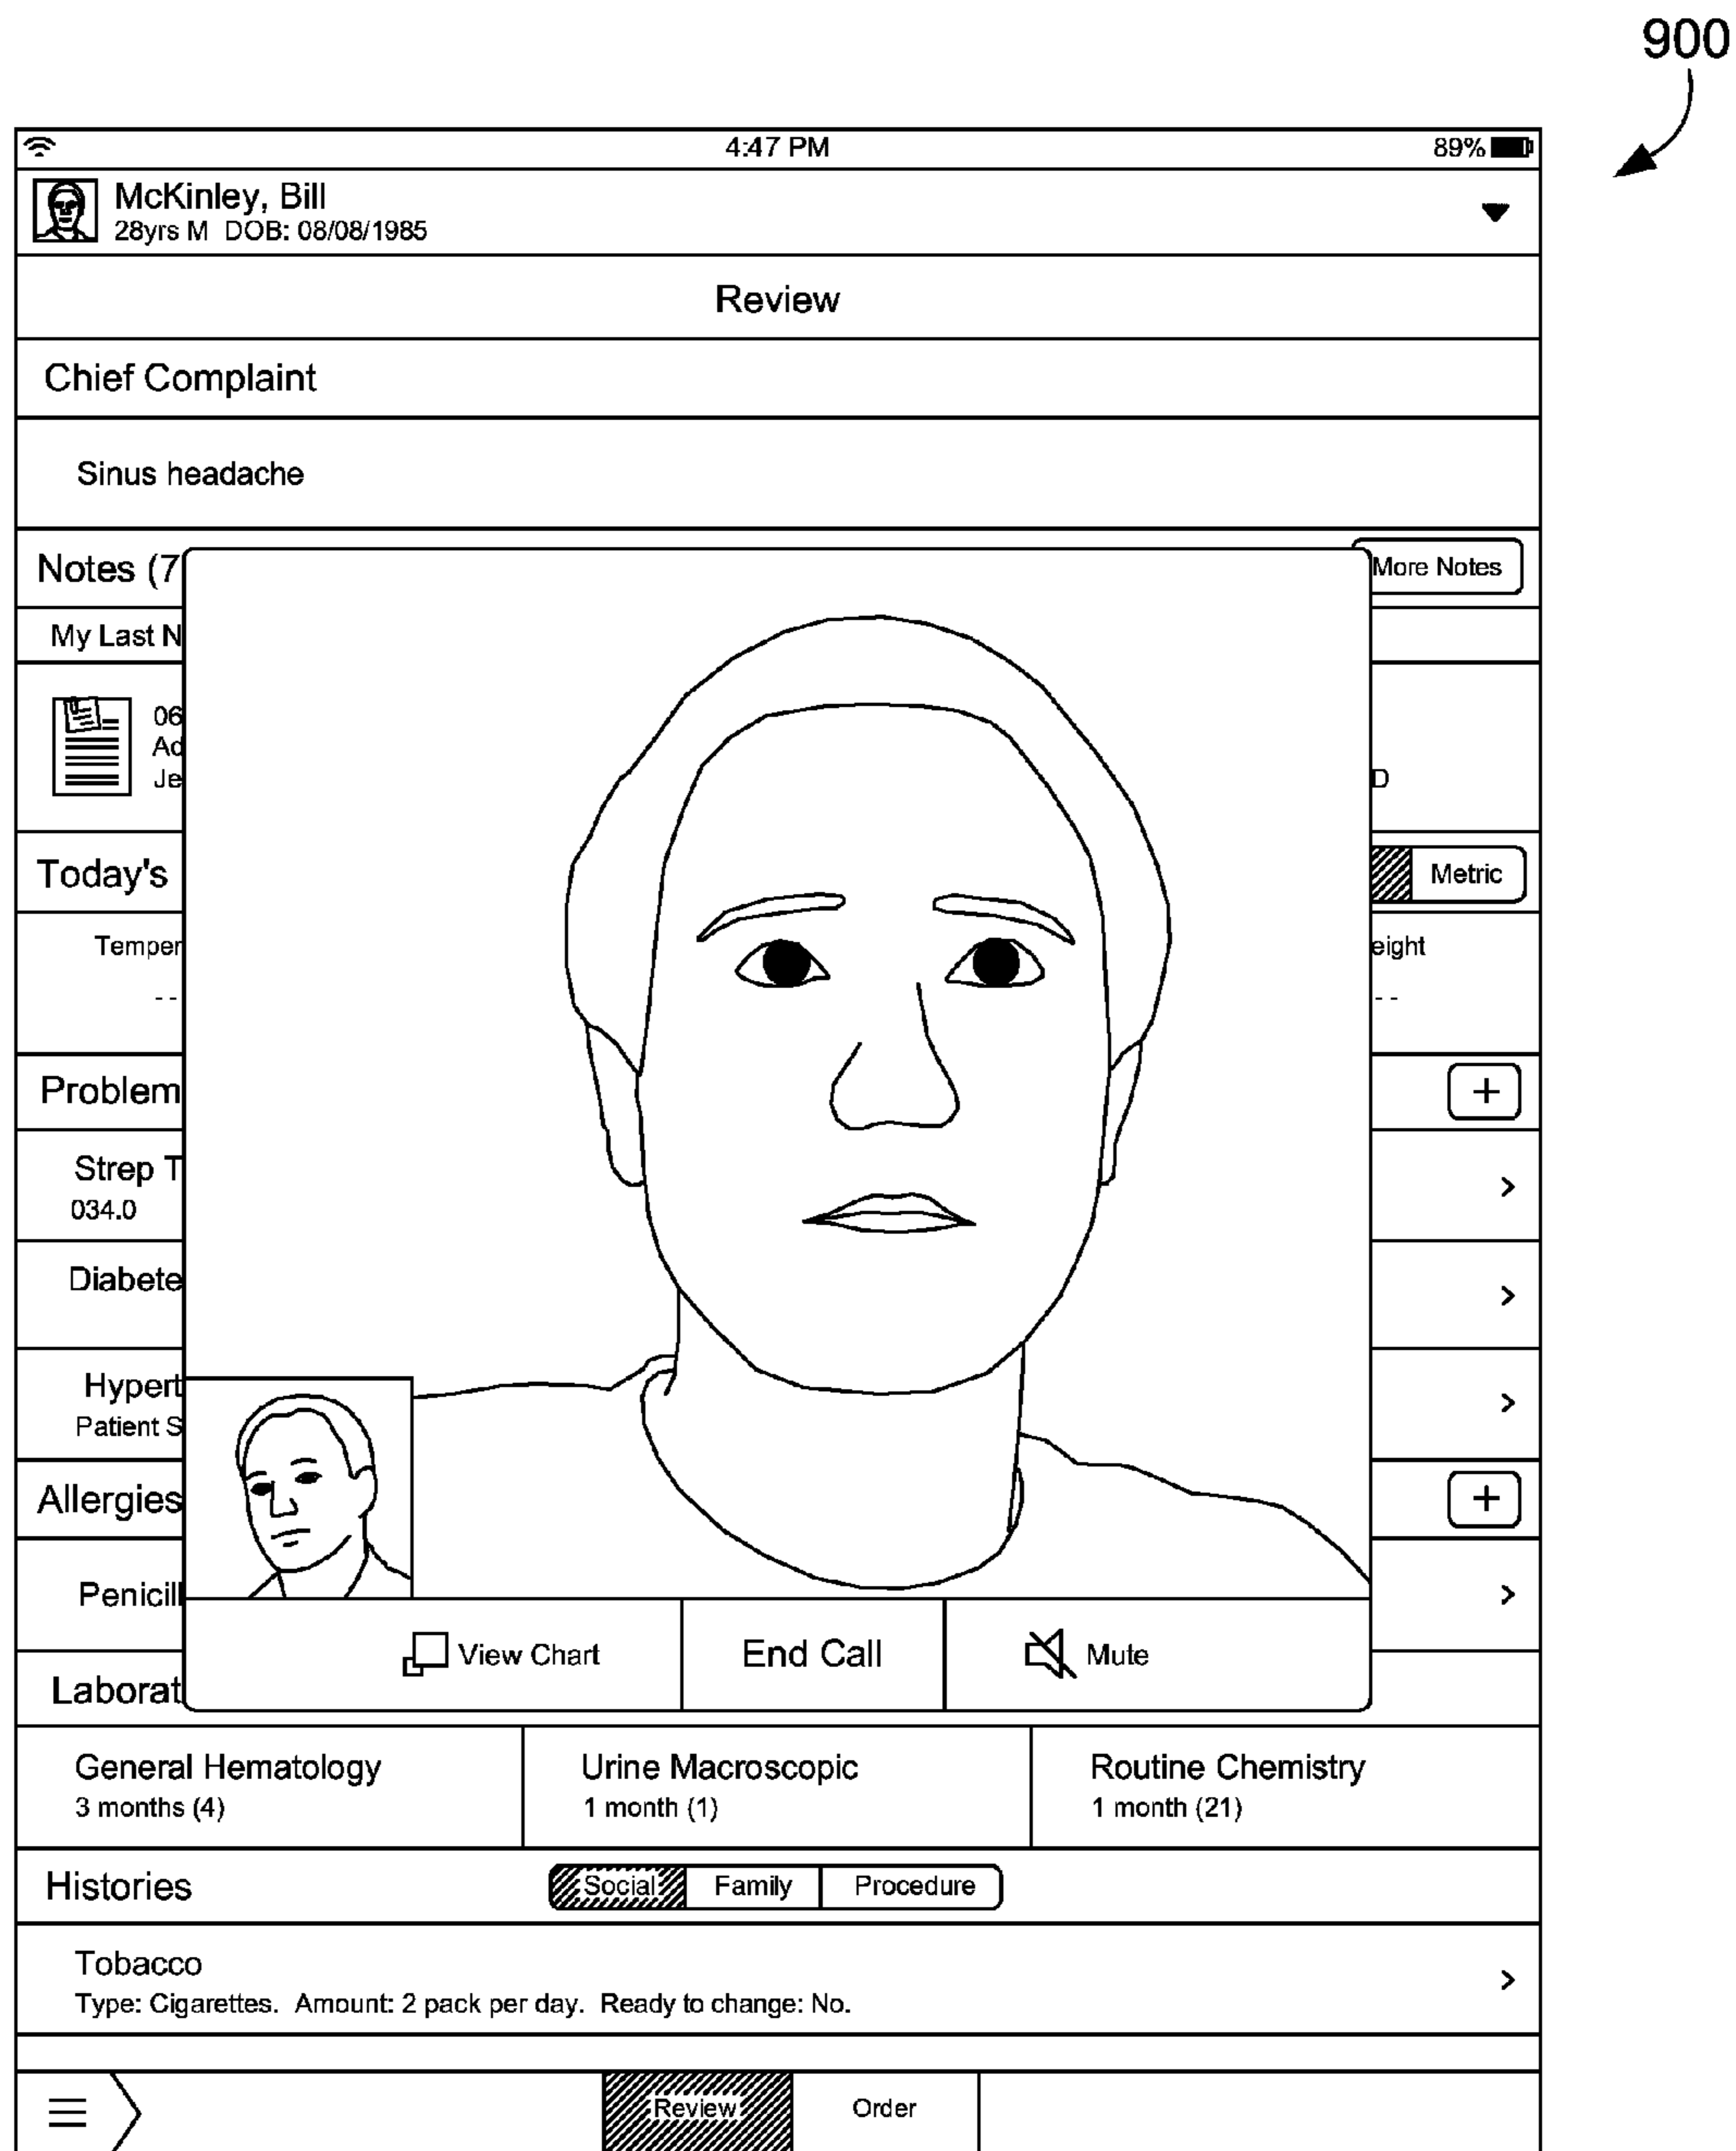 900
4:47 PM 89%
McKinley, Bill
28yrs M DOB: 08/08/1985
Review
Chief Complaint
Sinus headache
Notes (7 More Notes
My Last N
06
Ad
Je D
Today's Metric
Temper eight
-- --
Problem +
Strep T
034.0
Diabete
Hypert
Patient S
Allergies +
Penicill
View Chart End Call Mute
Laborat
General Hematology Urine Macroscopic Routine Chemistry
3 months (4) 1 month (1) 1 month (21)
Histories Social Family Procedure
Tobacco
Type: Cigarettes. Amount: 2 pack per day. Ready to change: No.
Review Order